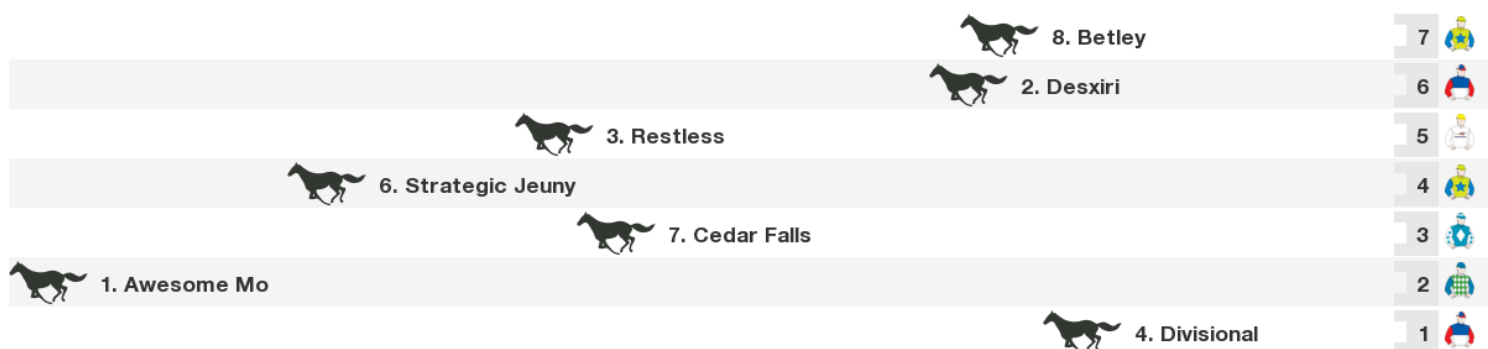 8. Betley 7
2. Desxiri 6
3. Restless 5
6. Strategic Jeuny 4
7. Cedar Falls 3
1. Awesome Mo 2
4. Divisional 1